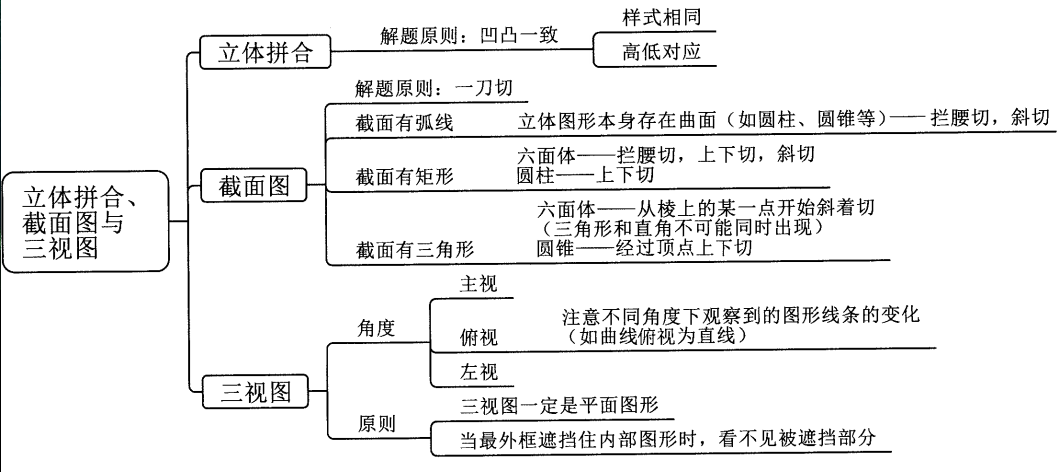 立体拼合、
截面图与
三视图
立体拼合
解题原则：凹凸一致
样式相同
高低对应
截面图
解题原则：一刀切
截面有弧线
立体图形本身存在曲面（如圆柱、圆锥等）——拦腰切，斜切
截面有矩形
六面体——拦腰切，上下切，斜切
圆柱——上下切
截面有三角形
六面体——从棱上的某一点开始斜着切
（三角形和直角不可能同时出现）
圆锥——经过顶点上下切
三视图
角度
主视
俯视
注意不同角度下观察到的图形线条的变化
（如曲线俯视为直线）
左视
原则
三视图一定是平面图形
当最外框遮挡住内部图形时，看不见被遮挡部分